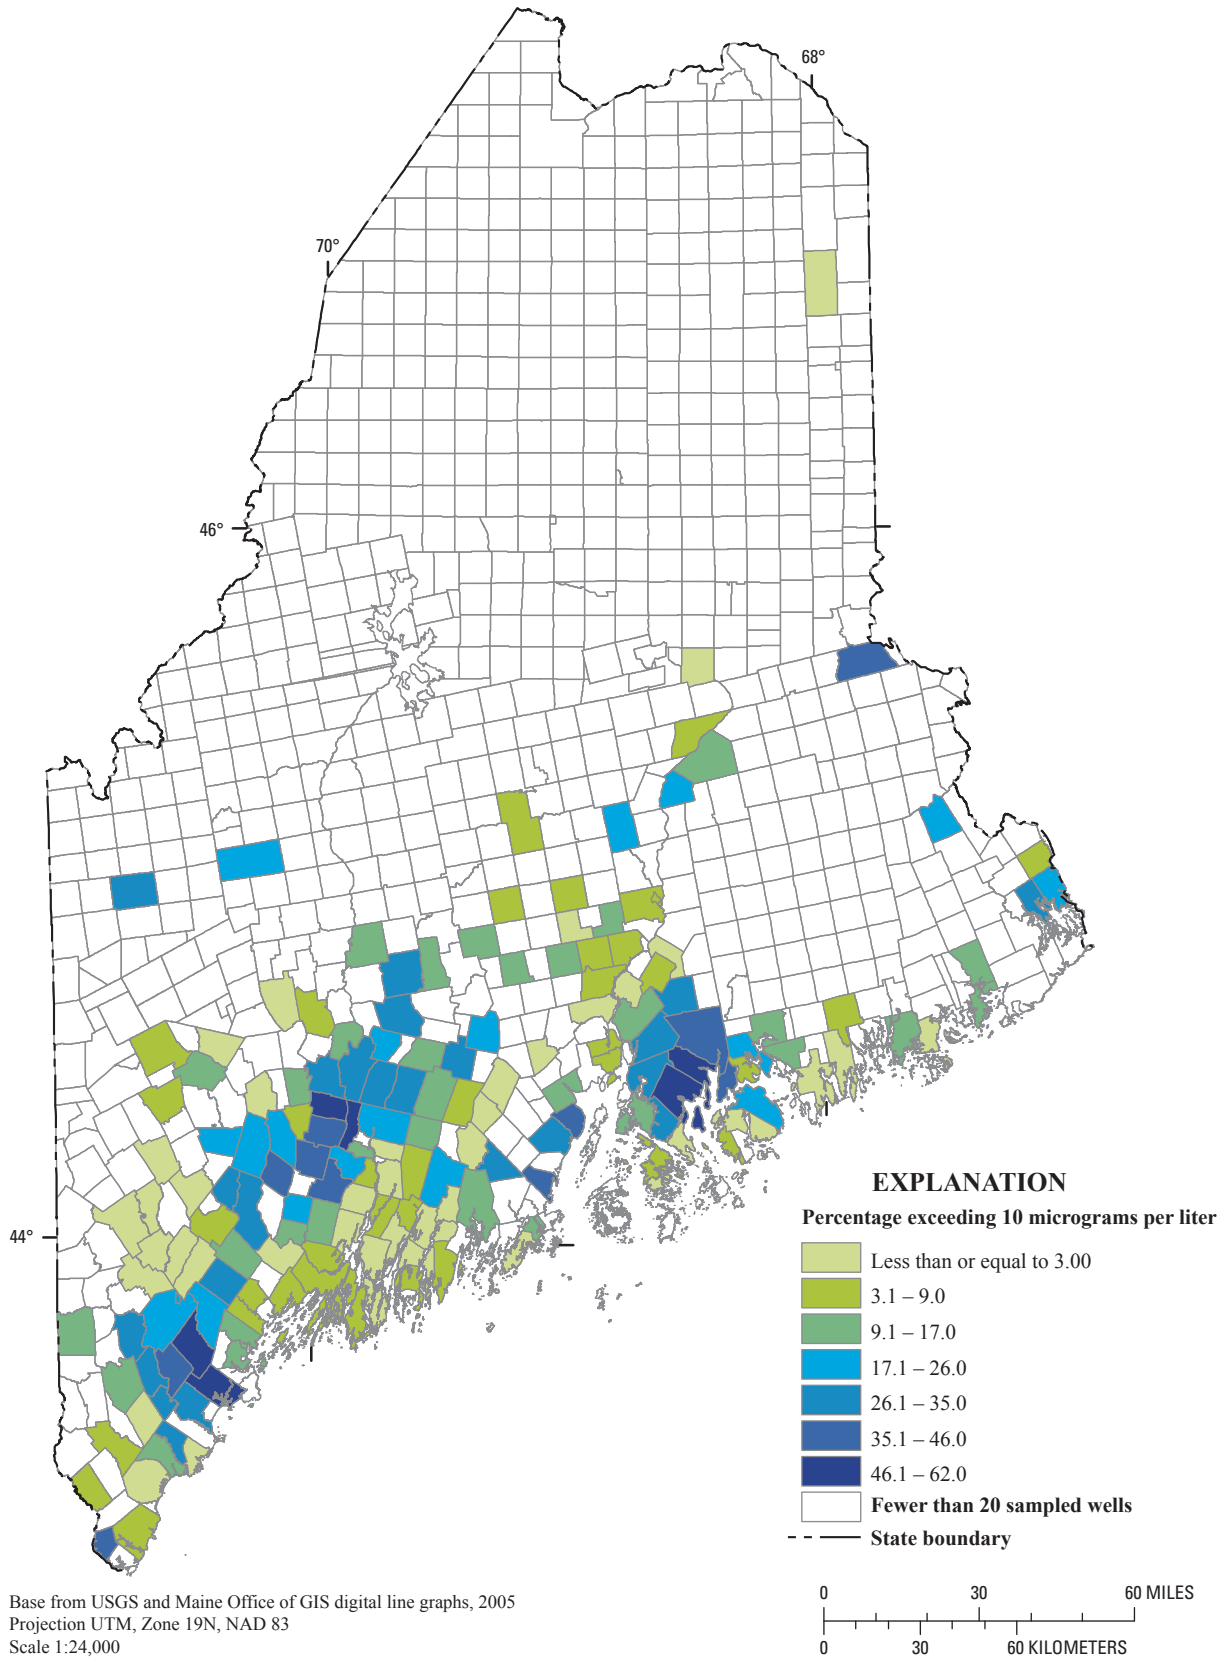 68°
70°
46°
44°
EXPLANATION
Percentage exceeding 10 micrograms per liter
Less than or equal to 3.00
3.1 – 9.0
9.1 – 17.0
17.1 – 26.0
26.1 – 35.0
35.1 – 46.0
46.1 – 62.0
Fewer than 20 sampled wells
State boundary
Base from USGS and Maine Office of GIS digital line graphs, 2005
Projection UTM, Zone 19N, NAD 83
Scale 1:24,000
0 30 60 MILES
0 30 60 KILOMETERS